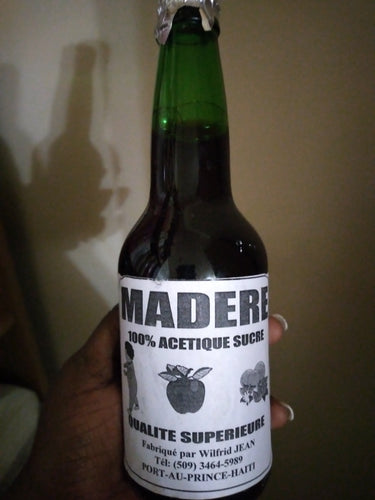 MADERE
100% ACETIQUE SUCRE
QUALITE SUPERIEURE
Fabriqué par Wilfrid JEAN
Tél: (509) 3464-5989
PORT-AU-PRINCE-HAITI